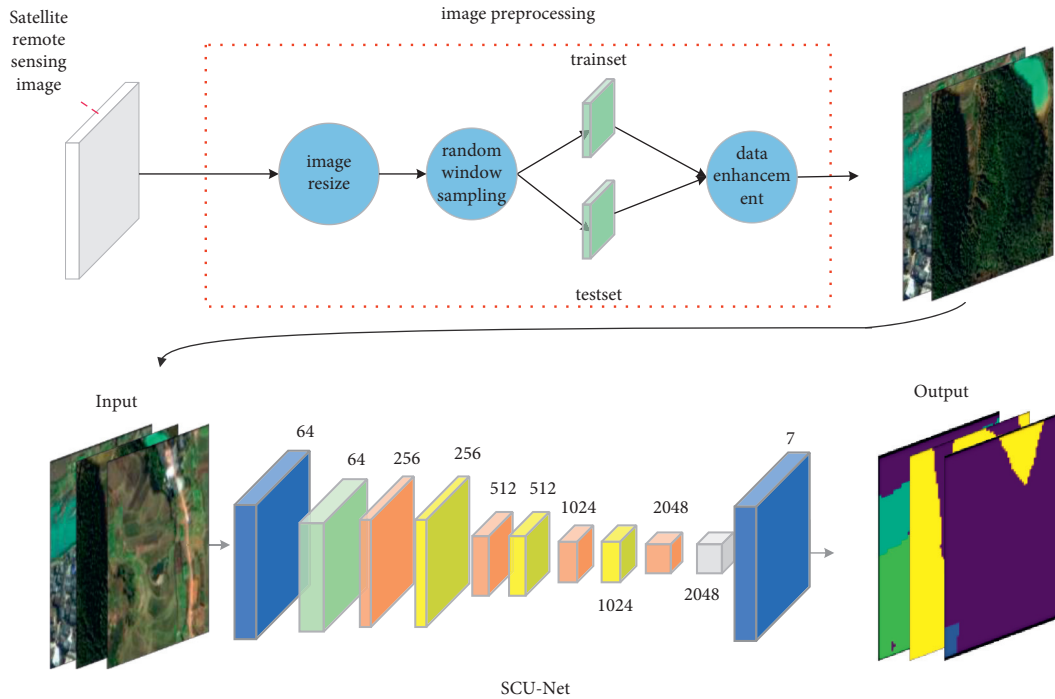 image preprocessing
Satellite
remote
sensing
image
trainset
image
resize
random
window
sampling
data
enhancem
ent
testset
Input
Output
64
64
256
256
512
512
1024
1024
2048
2048
7
SCU-Net